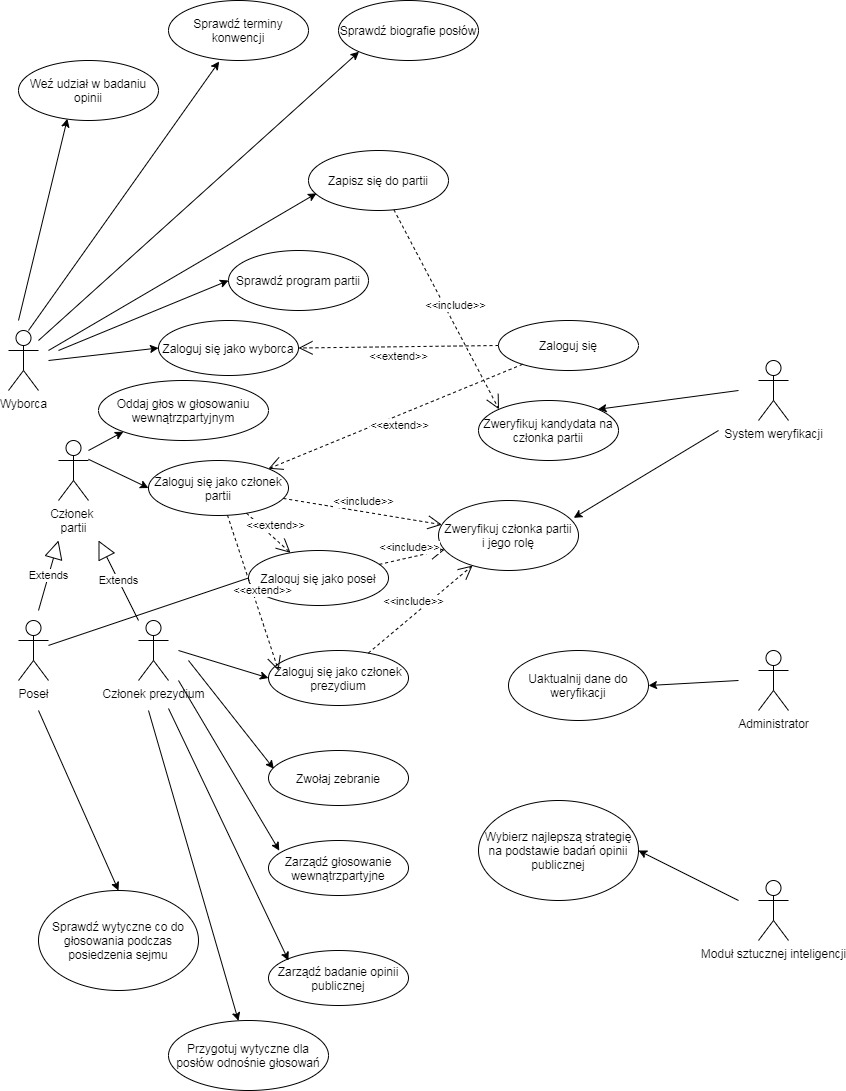 Sprawdź terminy
konwencji
Sprawdź biografie posłów
Weź udział w badaniu
opinii
Zapisz się do partii
Sprawdź program partii
<<include>>
Zaloguj się jako wyborca
Zaloguj się
<<extend>>
Wyborca
Oddaj głos w głosowaniu
wewnątrzpartyjnym
Zweryfikuj kandydata na
członka partii
System weryfikacji
<<extend>>
Zaloguj się jako członek
partii
<<include>>
Członek
partii
<<extend>>
Zweryfikuj członka partii
i jego rolę
<<include>>
Extends
Extends
Zaloguj się jako poseł
<<extend>>
<<include>>
Zaloguj się jako członek
prezydium
Poseł
Członek prezydium
Uaktualnij dane do
weryfikacji
Administrator
Zwołaj zebranie
Wybierz najlepszą strategię
na podstawie badań opinii
publicznej
Zarządź głosowanie
wewnątrzpartyjne
Sprawdź wytyczne co do
głosowania podczas
posiedzenia sejmu
Moduł sztucznej inteligencji
Zarządź badanie opinii
publicznej
Przygotuj wytyczne dla
posłów odnośnie głosowań